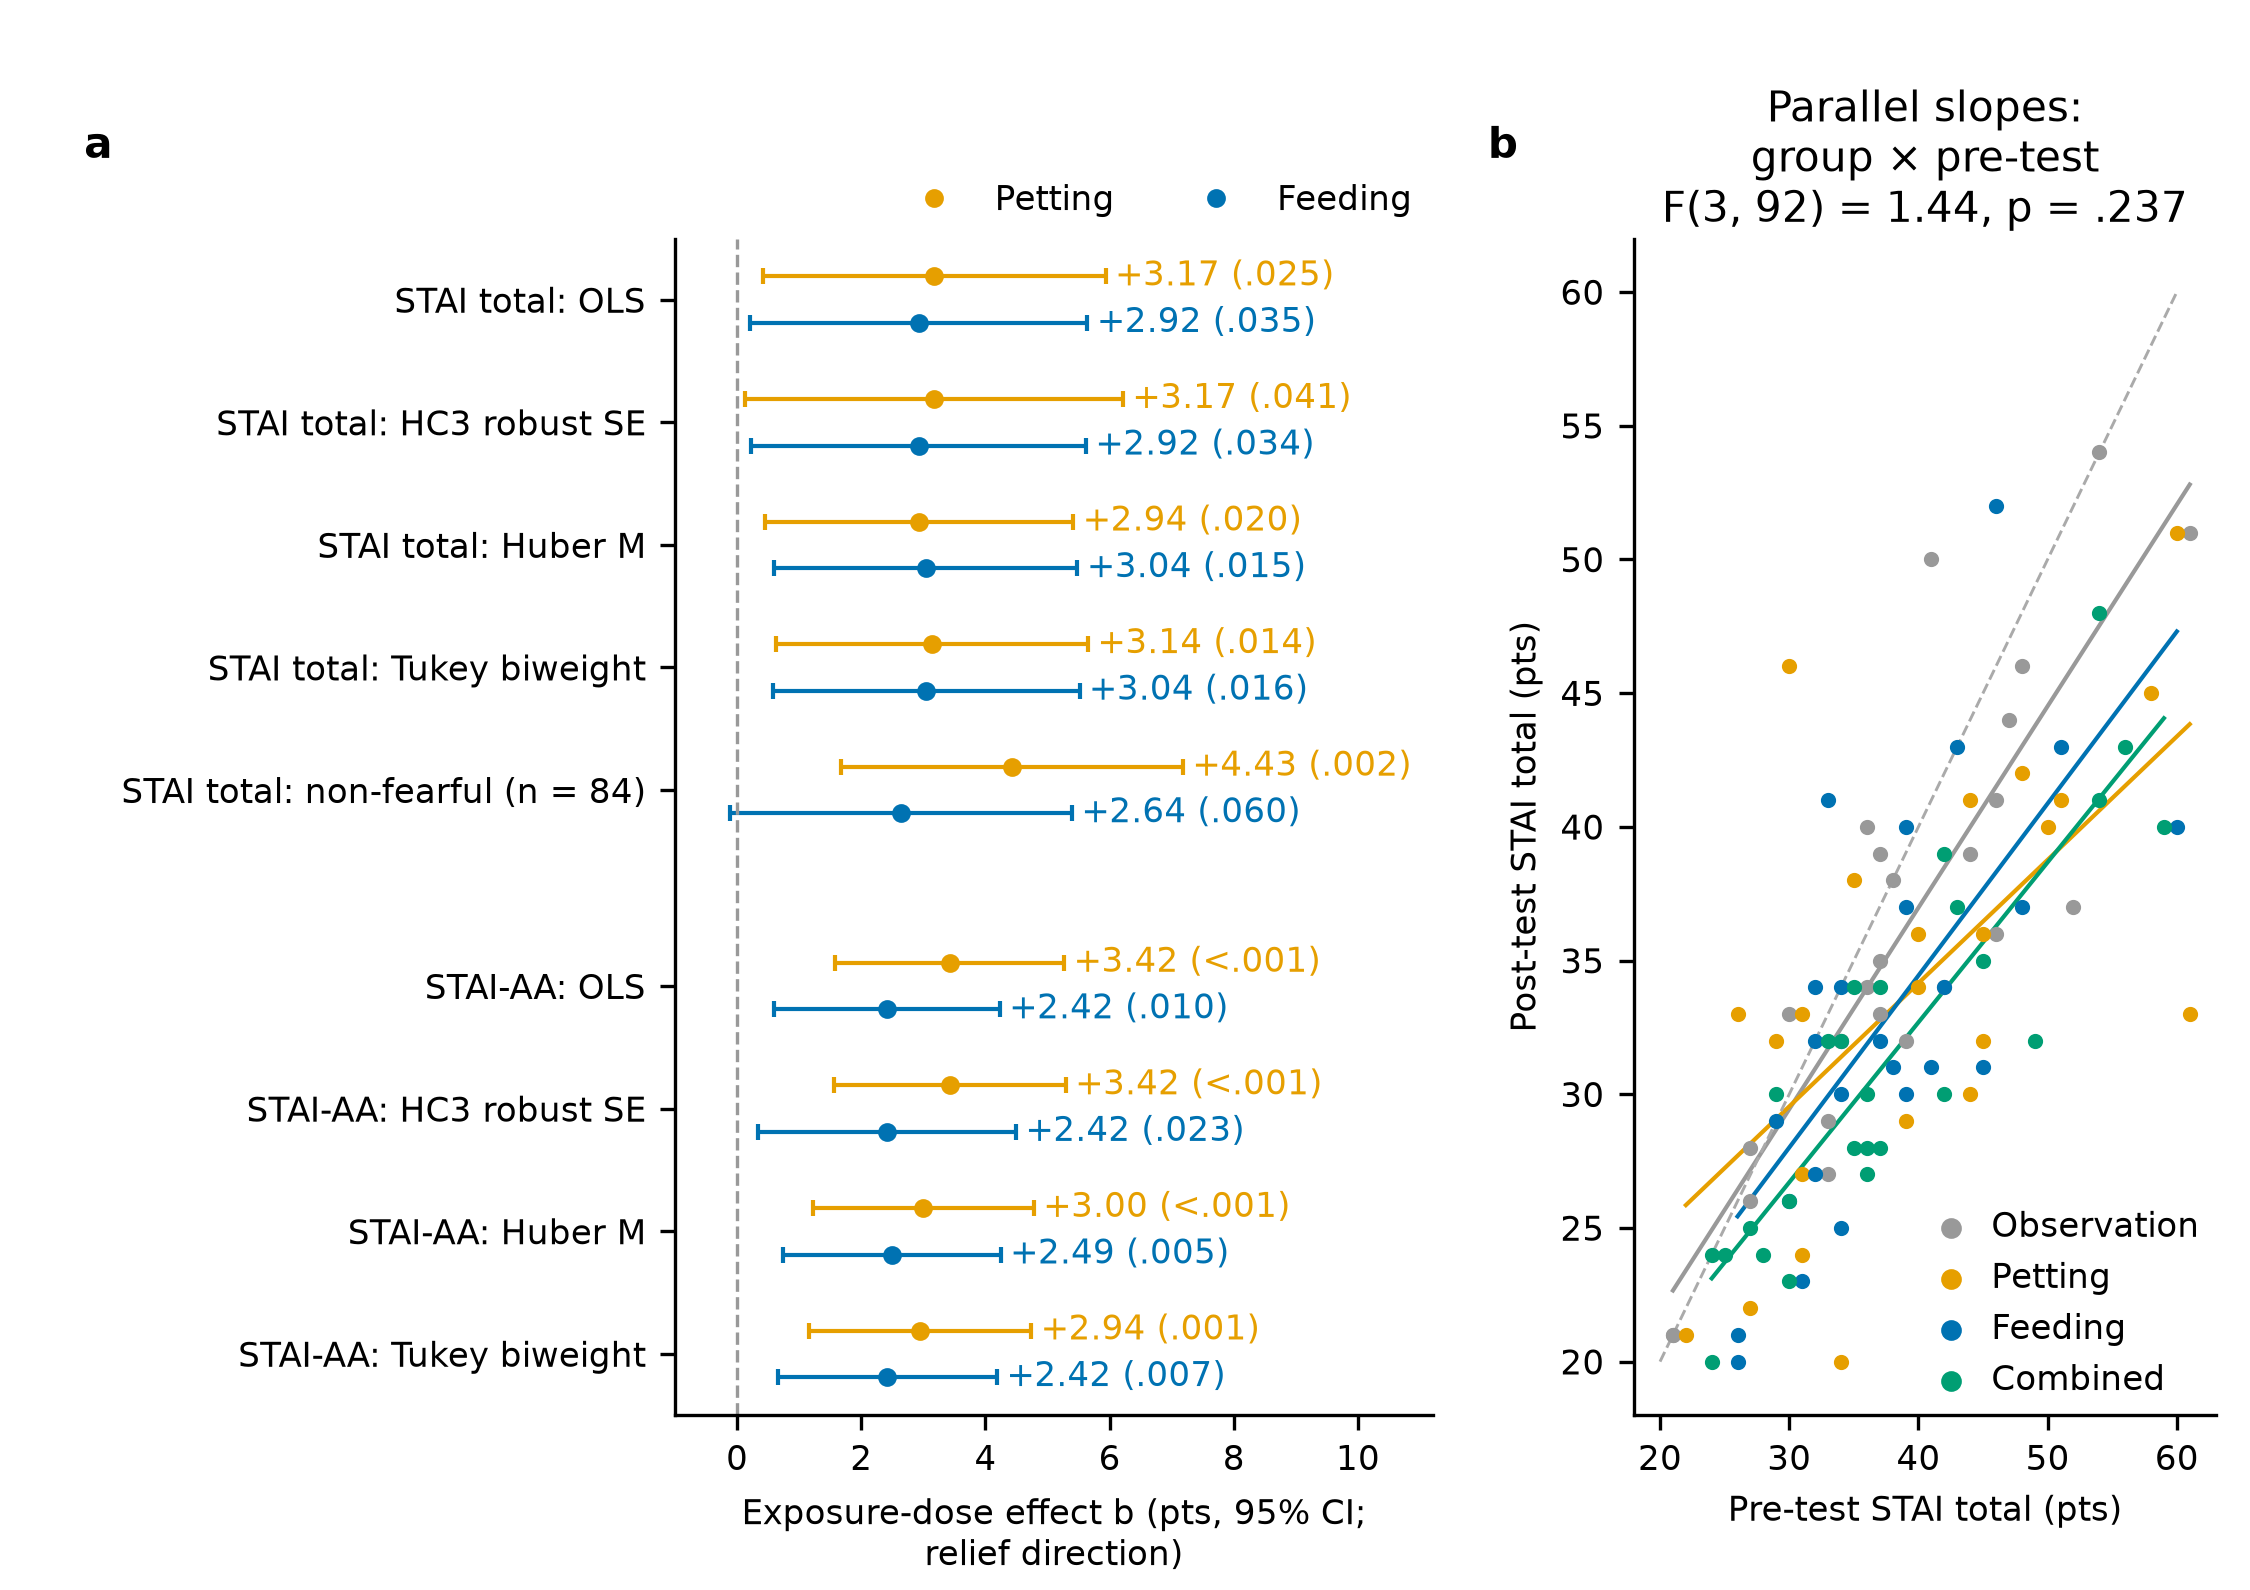 a
Petting
Feeding
STAI total: OLS
+3.17 (.025)
+2.92 (.035)
STAI total: HC3 robust SE
+3.17 (.041)
+2.92 (.034)
STAI total: Huber M
+2.94 (.020)
+3.04 (.015)
STAI total: Tukey biweight
+3.14 (.014)
+3.04 (.016)
STAI total: non-fearful (n = 84)
+4.43 (.002)
+2.64 (.060)
STAI-AA: OLS
+3.42 (<.001)
+2.42 (.010)
STAI-AA: HC3 robust SE
+3.42 (<.001)
+2.42 (.023)
STAI-AA: Huber M
+3.00 (<.001)
+2.49 (.005)
STAI-AA: Tukey biweight
+2.94 (.001)
+2.42 (.007)
0 2 4 6 8 10
Exposure-dose effect b (pts, 95% CI;
relief direction)
b
Parallel slopes:
group × pre-test
F(3, 92) = 1.44, p = .237
Post-test STAI total (pts)
60
55
50
45
40
35
30
25
20
Observation
Petting
Feeding
Combined
20 30 40 50 60
Pre-test STAI total (pts)